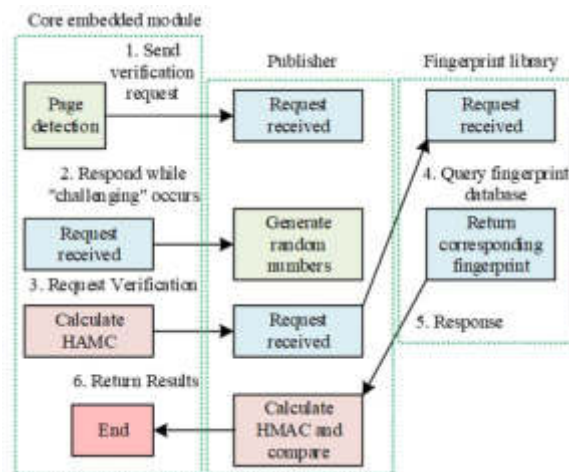 Core embedded module
1. Send
verification
request
Publisher
Fingerprint library
Page
detection
Request
received
Request
received
2. Respond while
"challenging" occurs
4. Query fingerprint
database
Request
received
Generate
random
numbers
Return
corresponding
fingerprint
3. Request Verification
Calculate
HAMC
Request
received
5. Response
6. Return Results
End
Calculate
HMAC and
compare